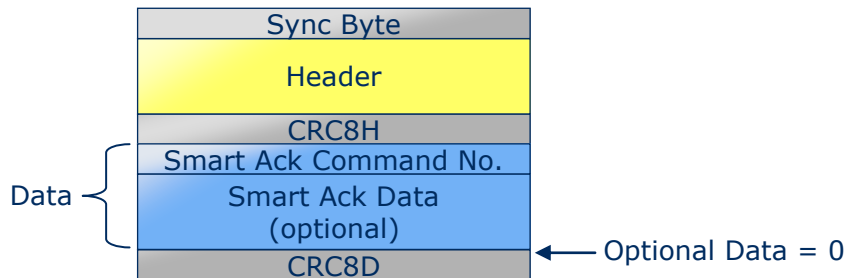 Sync Byte
Header
CRC8H
Smart Ack Command No.
Data
Smart Ack Data
(optional)
Optional Data = 0
CRC8D